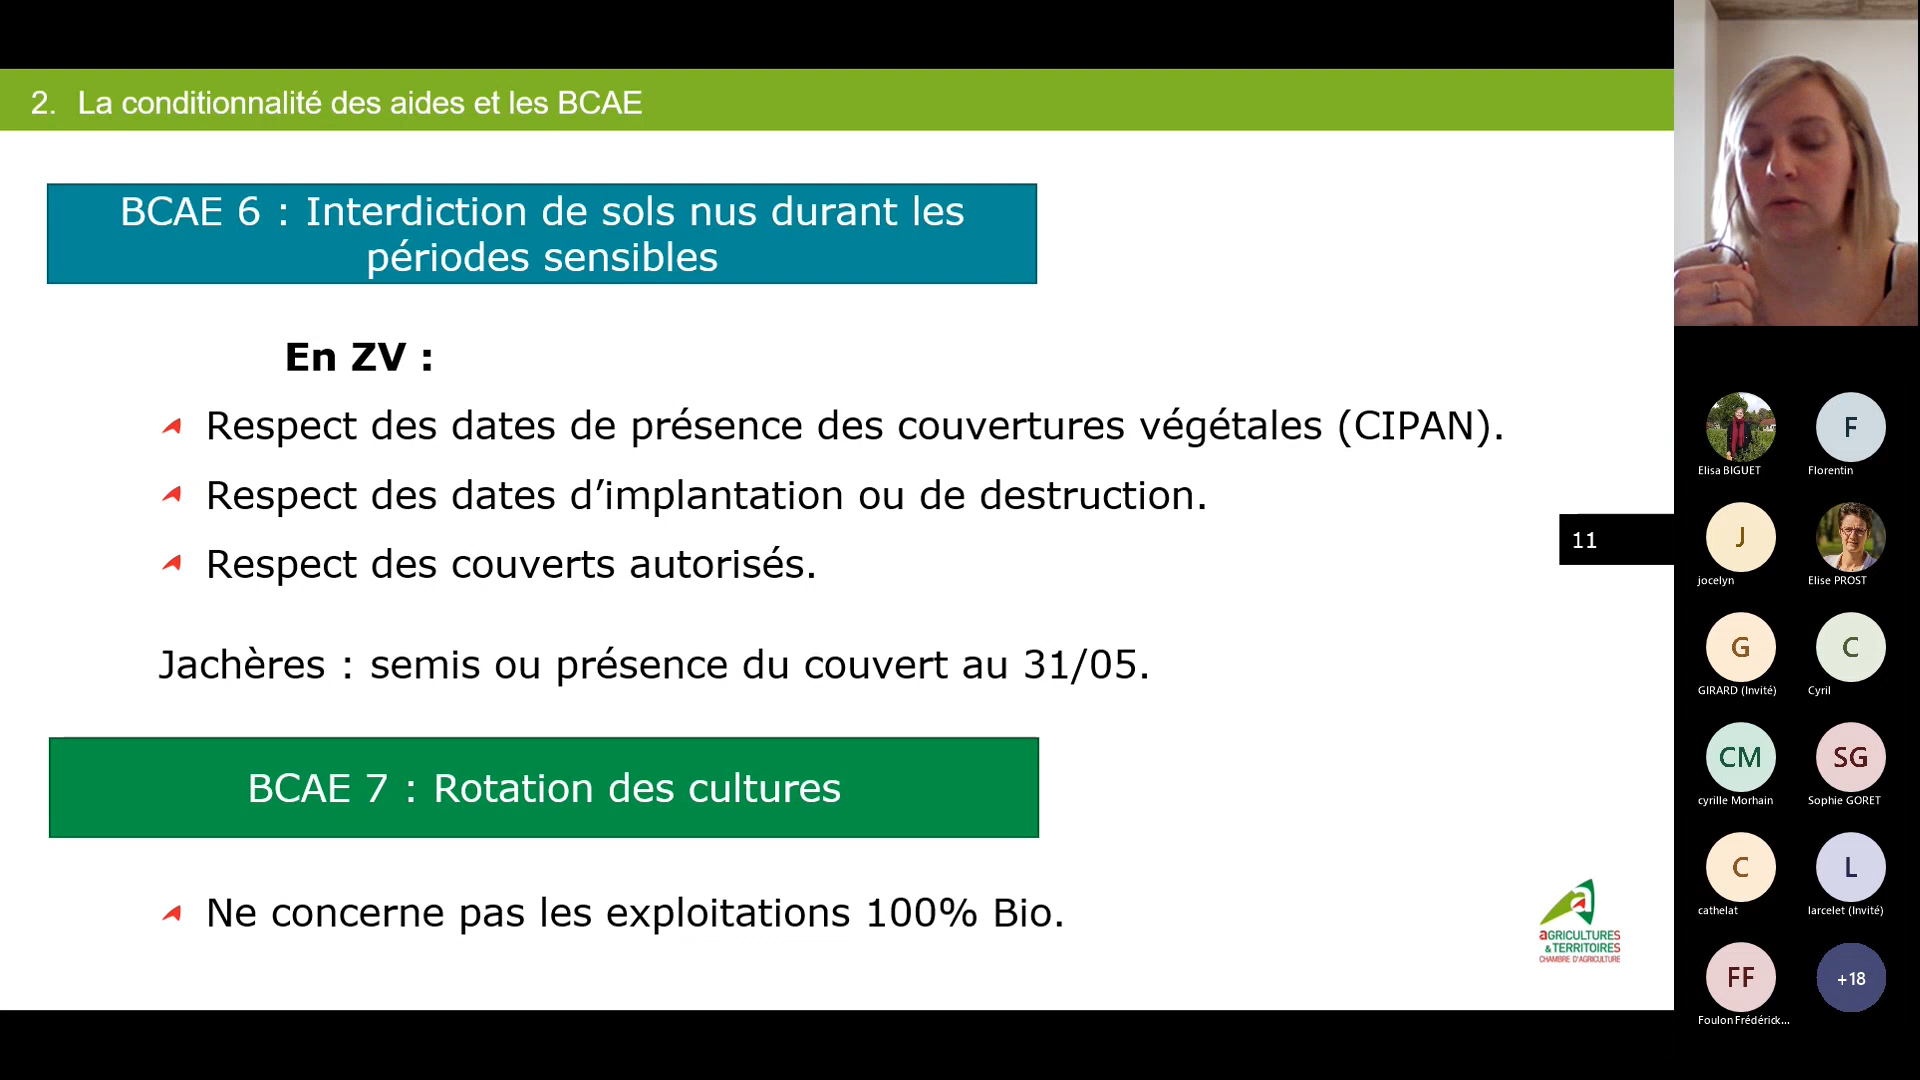 2. La conditionnalité des aides et les BCAE
BCAE 6 : Interdiction de sols nus durant les
périodes sensibles
En ZV :
Respect des dates de présence des couvertures végétales (CIPAN).
Respect des dates d’implantation ou de destruction.
Respect des couverts autorisés.
11
Jachères : semis ou présence du couvert au 31/05.
BCAE 7 : Rotation des cultures
Ne concerne pas les exploitations 100% Bio.
aGRICULTURES
& TERRITOIRES
CHAMBRE D'AGRICULTURE
Elisa BIGUET
F
Florentin
J
jocelyn
Elise PROST
G
GIRARD (Invité)
C
Cyril
CM
cyrille Morhain
SG
Sophie GORET
C
cathelat
L
larcelet (Invité)
FF
Foulon Frédérick...
+18